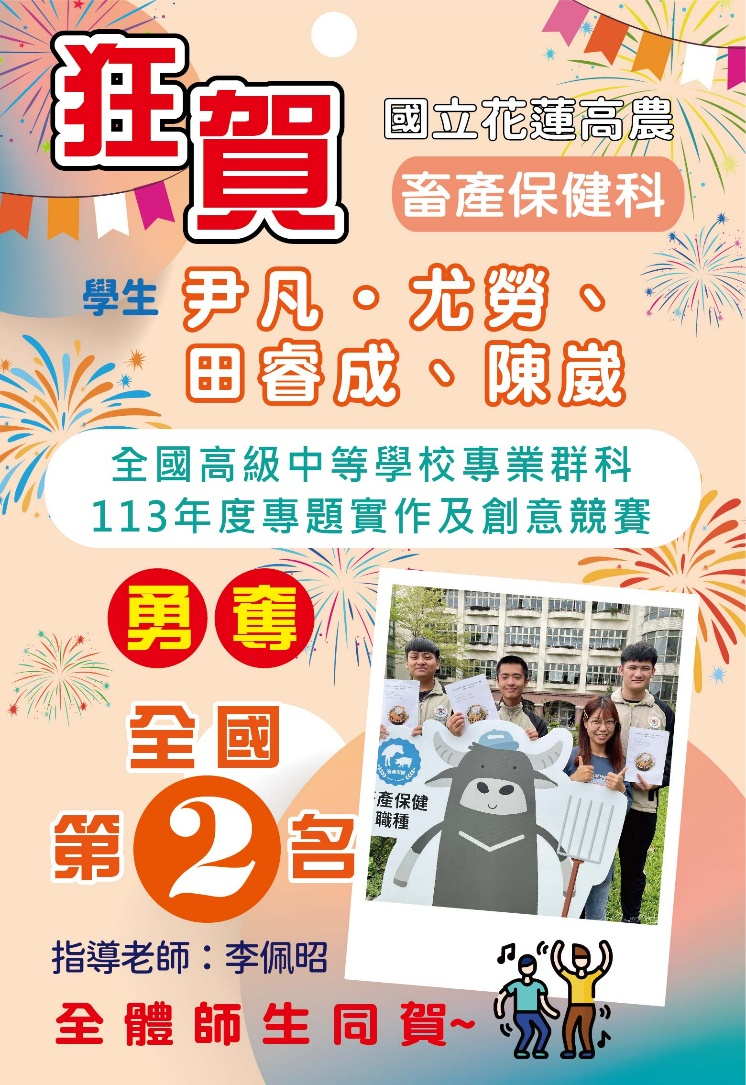 狂賀
國立花蓮高農
畜產保健科
學生 尹凡·尤勞、
田睿成、陳崴
全國高級中等學校專業群科
113年度專題實作及創意競賽
勇奪
全國
第2名
產保健
職種
指導老師：李佩昭
全體師生同賀~